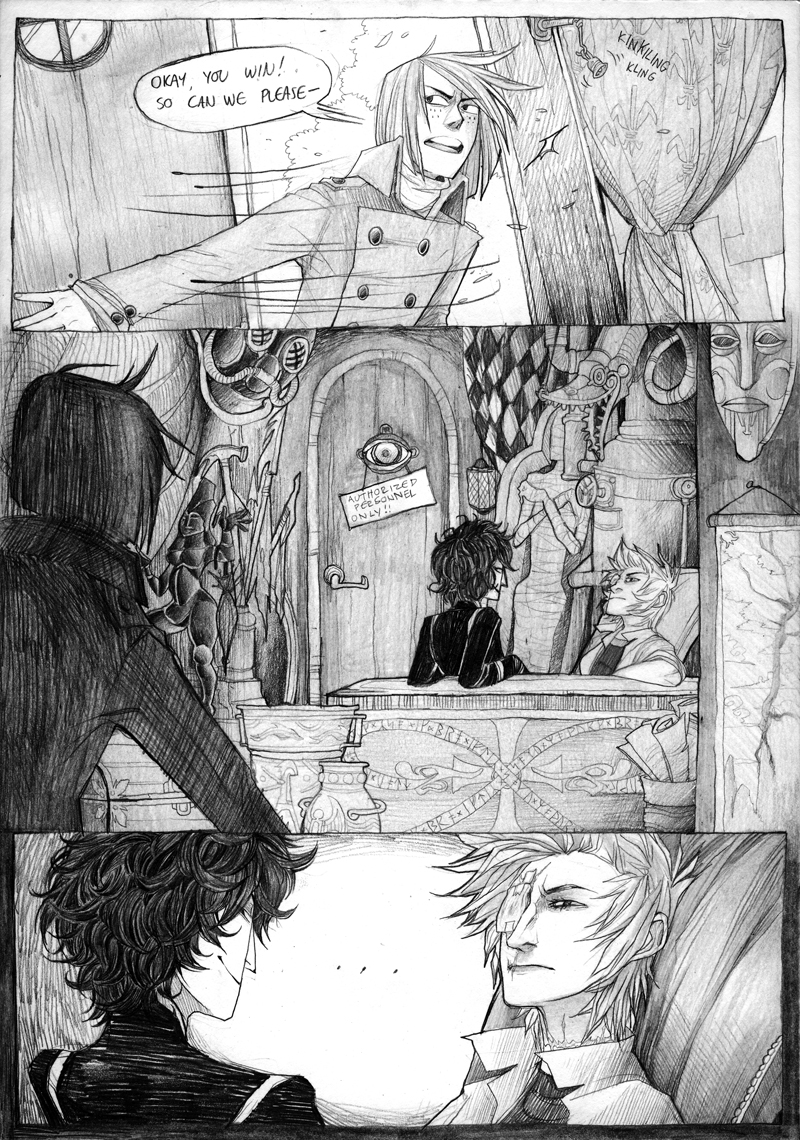 OKAY, YOU WIN!
SO CAN WE PLEASE—
KINKILING
KLING
AUTHORIZED
PERSONNEL
ONLY!!
...